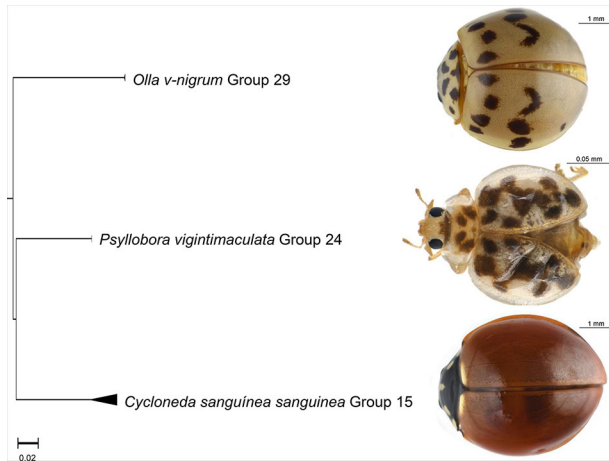 1 mm
Olla v-nigrum Group 29
0.05 mm
Psyllobora vigintimaculata Group 24
1 mm
Cycloneda sanguínea sanguinea Group 15
0.02